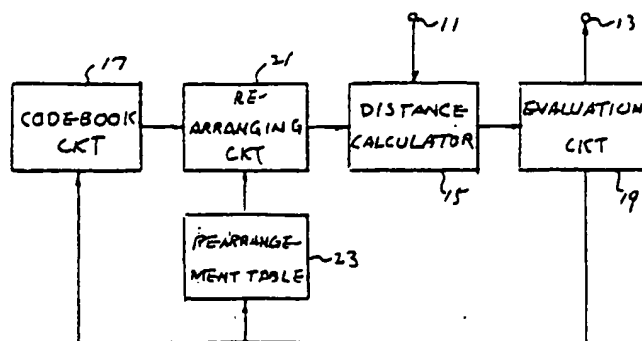 17
CODEBOOK
CKT
21
RE-
ARRANGING
CKT
11
DISTANCE
CALCULATOR
15
13
EVALUATION
CKT
19
REARRANGE-
MENT TABLE
23